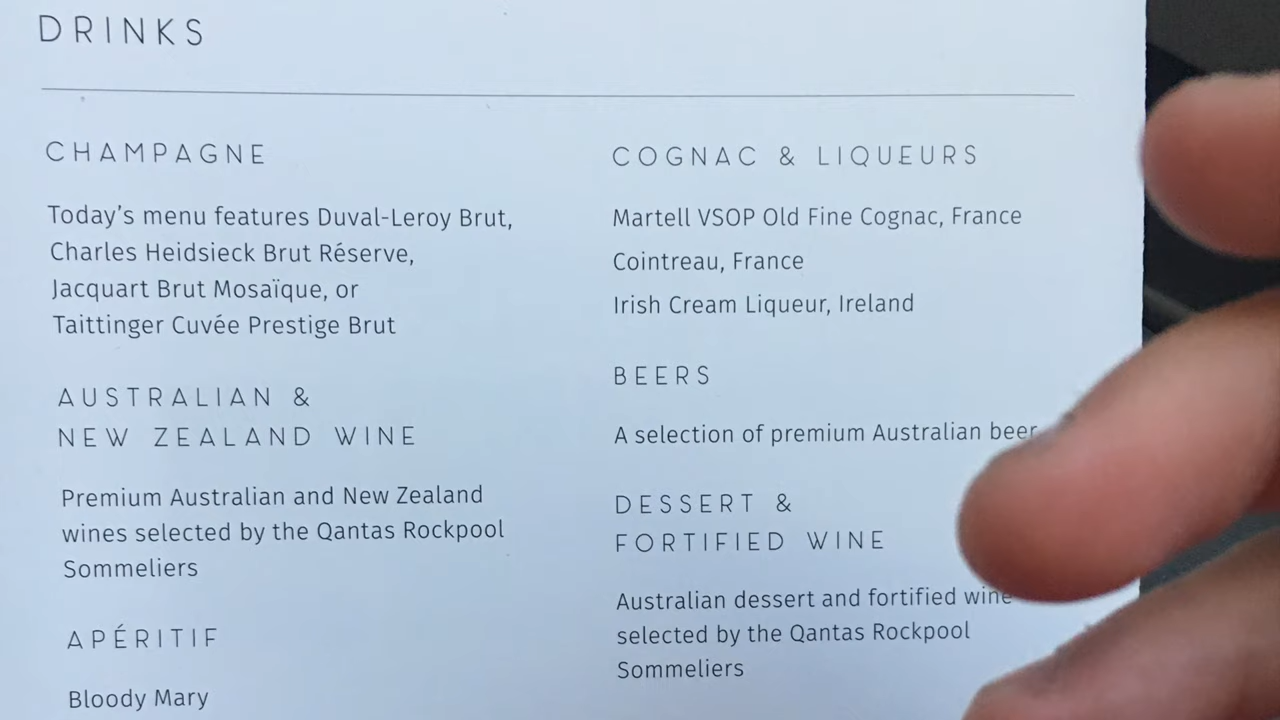 DRINKS
CHAMPAGNE
Today's menu features Duval-Leroy Brut,
Charles Heidsieck Brut Réserve,
Jacquart Brut Mosaïque, or
Taittinger Cuvée Prestige Brut
AUSTRALIAN &
NEW ZEALAND WINE
Premium Australian and New Zealand
wines selected by the Qantas Rockpool
Sommeliers
APÉRITIF
Bloody Mary
COGNAC & LIQUEURS
Martell VSOP Old Fine Cognac, France
Cointreau, France
Irish Cream Liqueur, Ireland
BEERS
A selection of premium Australian beer
DESSERT &
FORTIFIED WINE
Australian dessert and fortified wine
selected by the Qantas Rockpool
Sommeliers